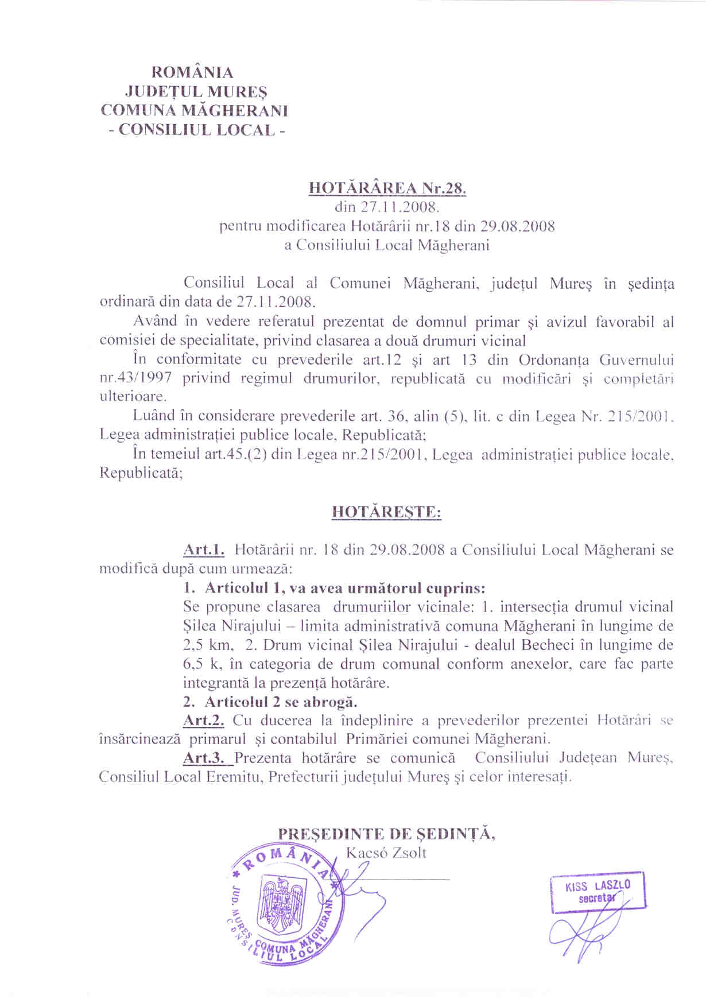 ROMÂNIA
JUDEȚUL MUREȘ
COMUNA MĂGHERANI
- CONSILIUL LOCAL -
HOTĂRÂREA Nr.28.
din 27.11.2008.
pentru modificarea Hotărârii nr.18 din 29.08.2008
a Consiliului Local Măgherani
Consiliul Local al Comunei Măgherani, județul Mureș în ședința
ordinară din data de 27.11.2008.
Având în vedere referatul prezentat de domnul primar și avizul favorabil al
comisiei de specialitate, privind clasarea a două drumuri vicinal
În conformitate cu prevederile art.12 și art 13 din Ordonanța Guvernului
nr.43/1997 privind regimul drumurilor, republicată cu modificări și completări
ulterioare.
Luând în considerare prevederile art. 36, alin (5), lit. c din Legea Nr. 215/2001,
Legea administrației publice locale, Republicată;
În temeiul art.45.(2) din Legea nr.215/2001, Legea administrației publice locale,
Republicată;
HOTĂREȘTE:
Art.1. Hotărârii nr. 18 din 29.08.2008 a Consiliului Local Măgherani se
modifică după cum urmează:
1. Articolul 1, va avea următorul cuprins:
Se propune clasarea drumuriilor vicinale: 1. intersecția drumul vicinal
Șilea Nirajului – limita administrativă comuna Măgherani în lungime de
2,5 km, 2. Drum vicinal Șilea Nirajului - dealul Becheci în lungime de
6,5 k, în categoria de drum comunal conform anexelor, care fac parte
integrantă la prezență hotărâre.
2. Articolul 2 se abrogă.
Art.2. Cu ducerea la îndeplinire a prevederilor prezentei Hotărâri se
însărcinează primarul și contabilul Primăriei comunei Măgherani.
Art.3. Prezenta hotărâre se comunică Consiliului Județean Mureș,
Consiliul Local Eremitu, Prefecturii județului Mureș și celor interesați.
PREȘEDINTE DE ȘEDINȚĂ,
Kacsó Zsolt
* ROMÂNIA *
JUD. MUREȘ COMUNA MĂGHERANI
CONSILIUL LOCAL
KISS LASZLO
secretar